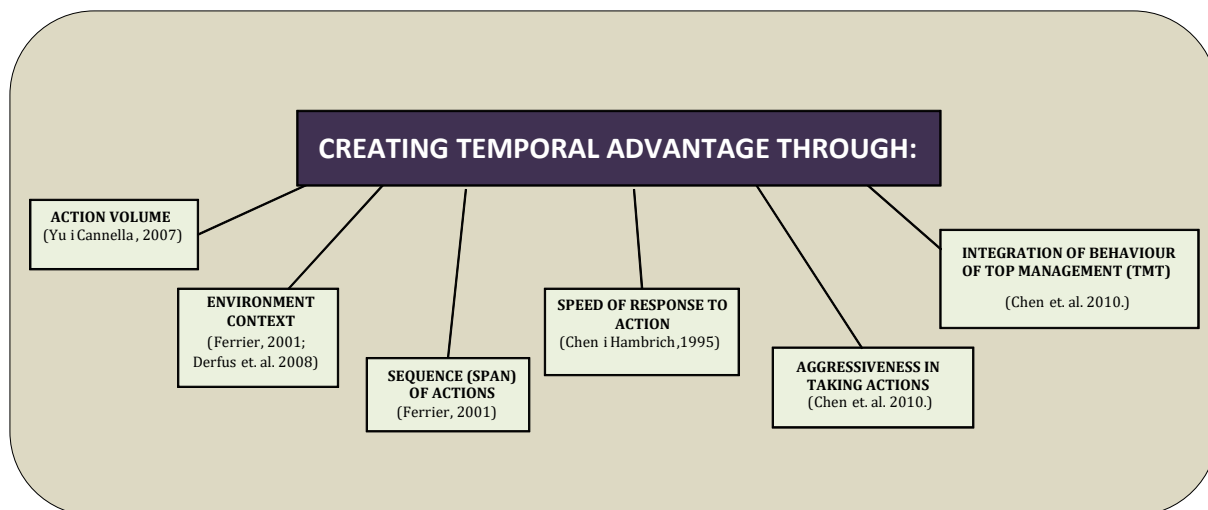 CREATING TEMPORAL ADVANTAGE THROUGH:
ACTION VOLUME
(Yu i Cannella, 2007)
ENVIRONMENT
CONTEXT
(Ferrier, 2001;
Derfus et. al. 2008)
SEQUENCE (SPAN)
OF ACTIONS
(Ferrier, 2001)
SPEED OF RESPONSE TO
ACTION
(Chen i Hambrich,1995)
AGGRESSIVENESS IN
TAKING ACTIONS
(Chen et. al. 2010.)
INTEGRATION OF BEHAVIOUR
OF TOP MANAGEMENT (TMT)
(Chen et. al. 2010.)